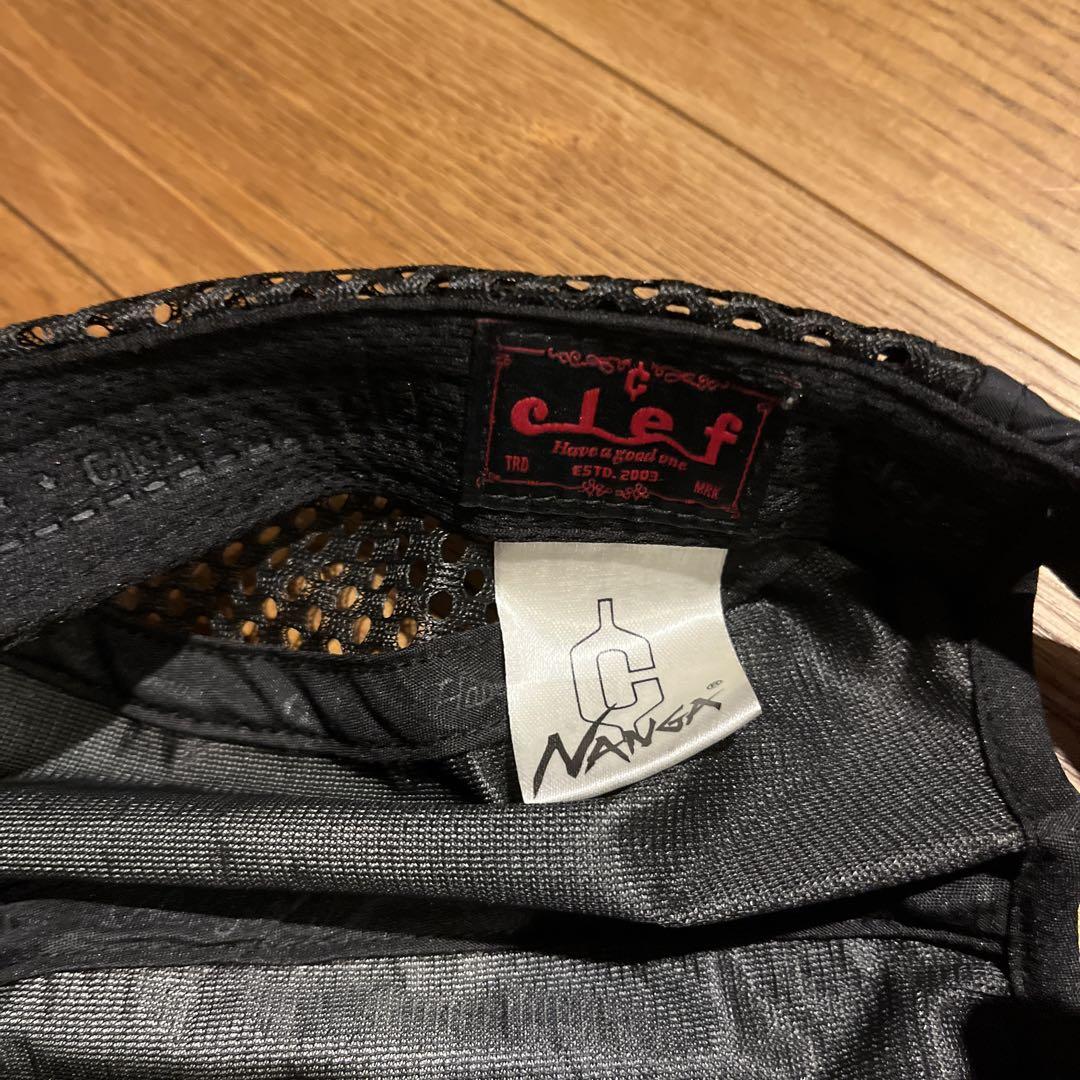 ¢
clef
Have a good one
TRD ESTD. 2003 MRK
NANGA®